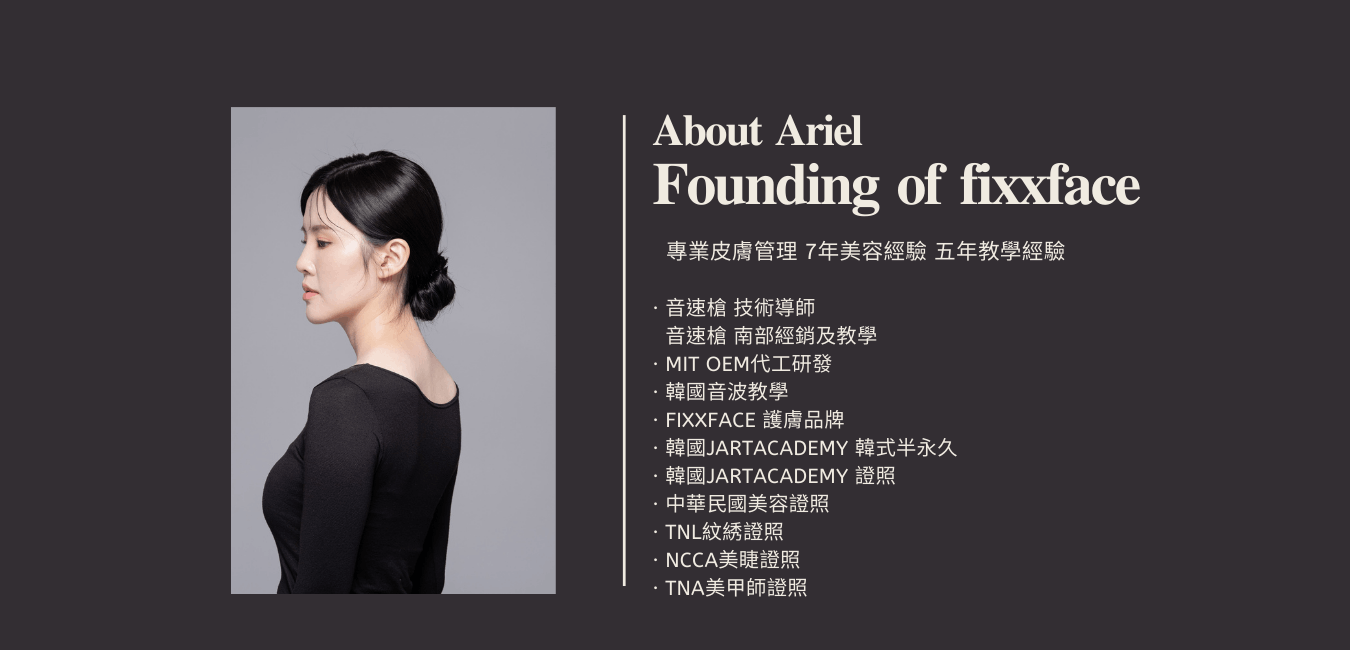 About Ariel
Founding of fixxface
專業皮膚管理 7年美容經驗 五年教學經驗
· 音速槍 技術導師
音速槍 南部經銷及教學
· MIT OEM代工研發
· 韓國音波教學
· FIXXFACE 護膚品牌
· 韓國JARTACADEMY 韓式半永久
· 韓國JARTACADEMY 證照
· 中華民國美容證照
· TNL紋綉證照
· NCCA美睫證照
· TNA美甲師證照